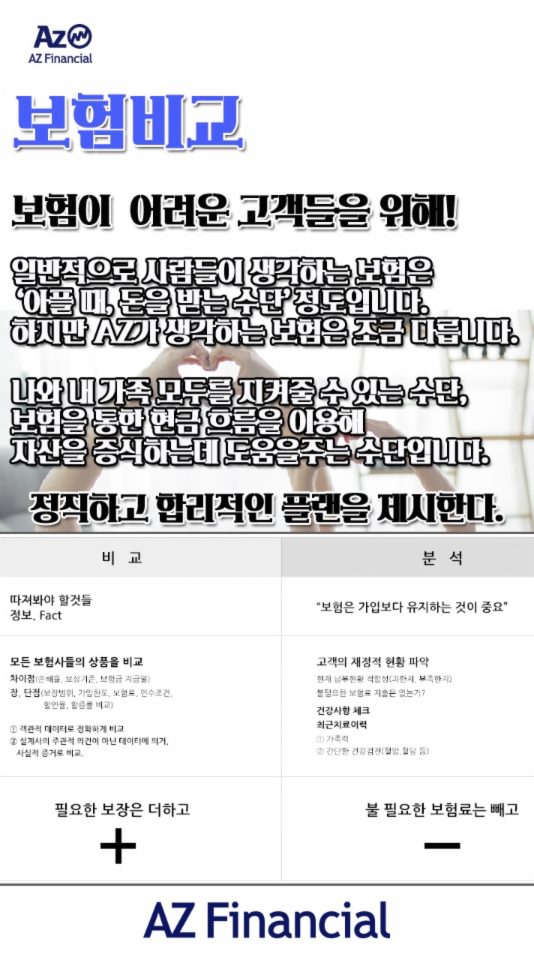 AZ
AZ Financial
보험비교
보험이 어려운 고객들을 위해!
일반적으로 사람들이 생각하는 보험은
‘아플 때, 돈을 받는 수단’ 정도입니다.
하지만 AZ가 생각하는 보험은 조금 다릅니다.
나와 내 가족 모두를 지켜줄 수 있는 수단,
보험을 통한 현금 흐름을 이용해
자산을 증식하는데 도움을주는 수단입니다.
정직하고 합리적인 플랜을 제시한다.
비 교
분 석
따져봐야 할것들
정보, Fact
“보험은 가입보다 유지하는 것이 중요”
모든 보험사들의 상품을 비교
차이점(손해율, 보상기준, 보험금 지급일)
장, 단점(보장범위, 가입한도, 보험료, 인수조건,
할인율, 할증률 비교)
① 객관적 데이터로 정확하게 비교
② 설계사의 주관적 의견이 아닌 데이터에 의거,
사실적 증거로 비교.
고객의 재정적 현황 파악
현재 납부현황 적합성(과한지, 부족한지)
불필요한 보험료 지출은 없는가?
건강사항 체크
최근치료이력
① 가족력
② 간단한 건강검진(혈압,혈당 등)
필요한 보장은 더하고
+
불 필요한 보험료는 빼고
−
AZ Financial